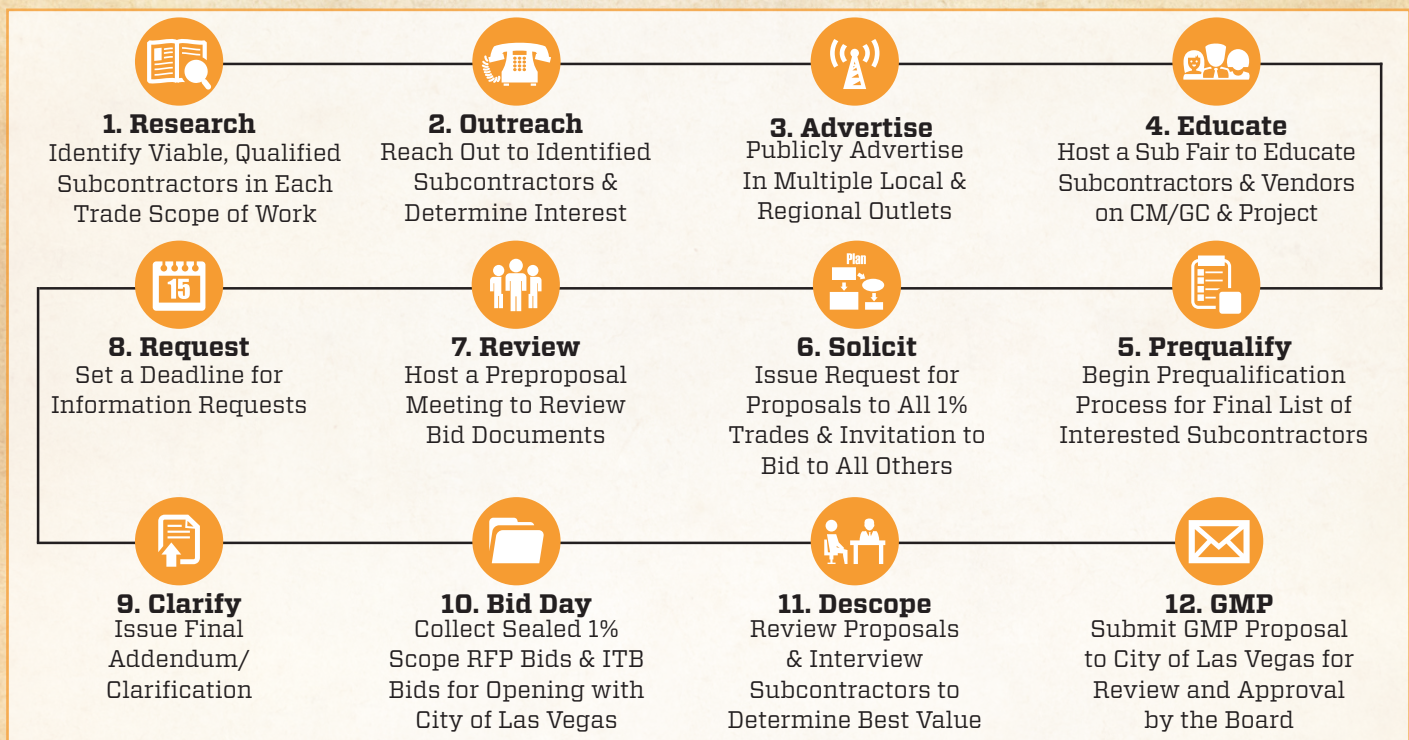 1. Research
Identify Viable, Qualified
Subcontractors in Each
Trade Scope of Work
2. Outreach
Reach Out to Identified
Subcontractors &
Determine Interest
3. Advertise
Publicly Advertise
In Multiple Local &
Regional Outlets
4. Educate
Host a Sub Fair to Educate
Subcontractors & Vendors
on CM/GC & Project
Plan
5. Prequalify
Begin Prequalification
Process for Final List of
Interested Subcontractors
6. Solicit
Issue Request for
Proposals to All 1%
Trades & Invitation to
Bid to All Others
7. Review
Host a Preproposal
Meeting to Review
Bid Documents
15
8. Request
Set a Deadline for
Information Requests
9. Clarify
Issue Final
Addendum/
Clarification
10. Bid Day
Collect Sealed 1%
Scope RFP Bids & ITB
Bids for Opening with
City of Las Vegas
11. Descope
Review Proposals
& Interview
Subcontractors to
Determine Best Value
12. GMP
Submit GMP Proposal
to City of Las Vegas for
Review and Approval
by the Board